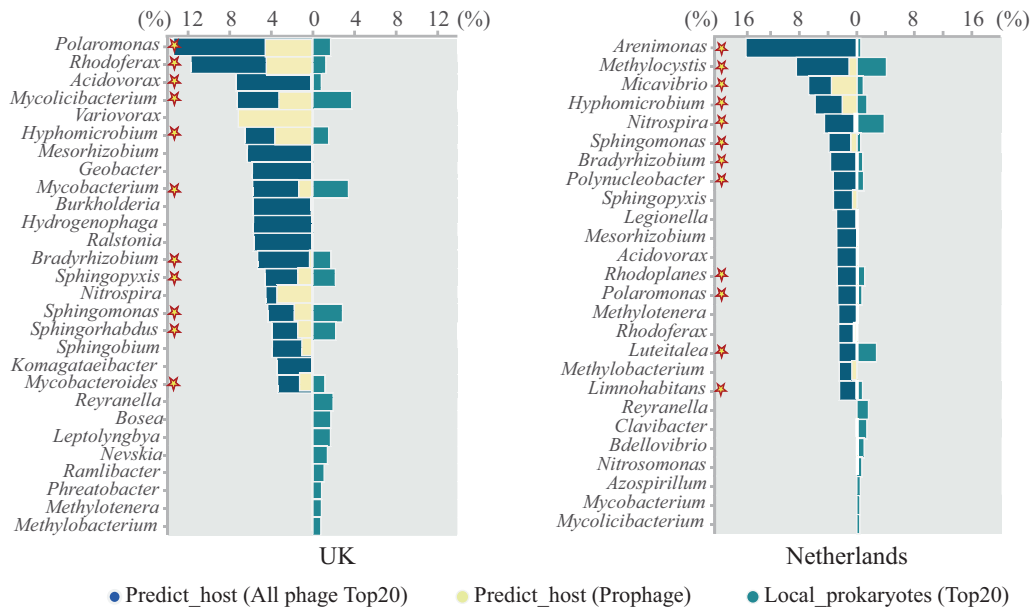 (%) 12 8 4 0 4 12 (%)
Polaromonas
Rhodoferax
Acidovorax
Mycolicibacterium
Variovorax
Hyphomicrobium
Mesorhizobium
Geobacter
Mycobacterium
Burkholderia
Hydrogenophaga
Ralstonia
Bradyrhizobium
Sphingopyxis
Nitrospira
Sphingomonas
Sphingorhabdus
Sphingobium
Komagataeibacter
Mycobacteroides
Reyranella
Bosea
Leptolyngbya
Nevskia
Ramlibacter
Phreatobacter
Methylotenera
Methylobacterium
UK
(%) 16 8 0 8 16 (%)
Arenimonas
Methylocystis
Micavibrio
Hyphomicrobium
Nitrospira
Sphingomonas
Bradyrhizobium
Polynucleobacter
Sphingopyxis
Legionella
Mesorhizobium
Acidovorax
Rhodoplanes
Polaromonas
Methylotenera
Rhodoferax
Luteitalea
Methylobacterium
Limnohabitans
Reyranella
Clavibacter
Bdellovibrio
Nitrosomonas
Azospirillum
Mycobacterium
Mycolicibacterium
Netherlands
Predict_host (All phage Top20) Predict_host (Prophage) Local_prokaryotes (Top20)